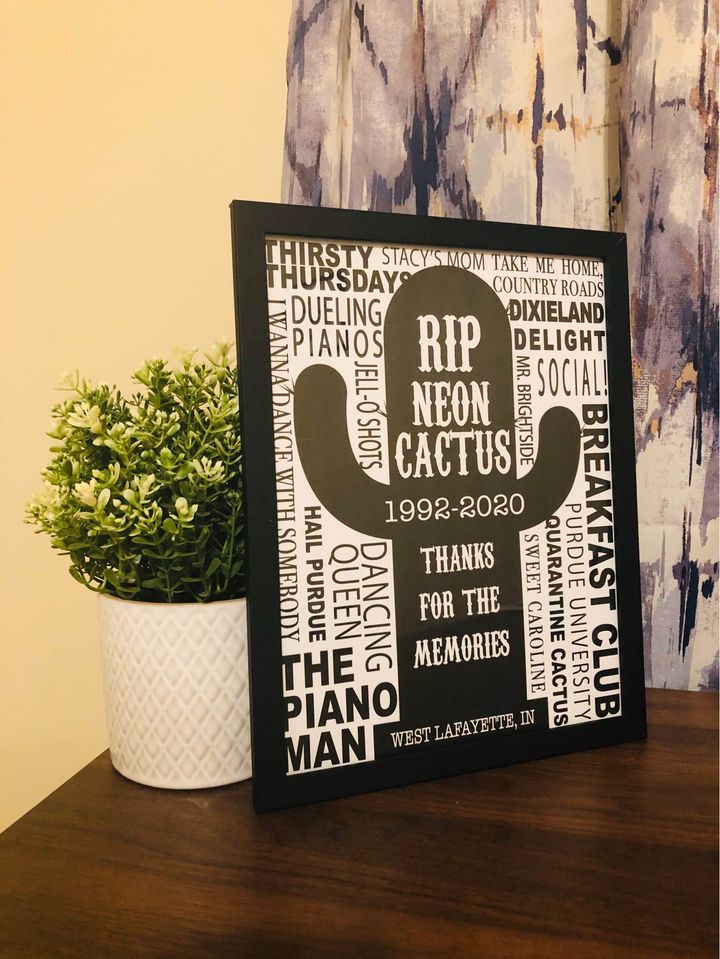 THIRSTY
THURSDAYS
STACY'S MOM
TAKE ME HOME,
COUNTRY ROADS
DUELING
PIANOS
DIXIELAND
DELIGHT
I WANNA DANCE WITH SOMEBODY
JELL-O SHOTS
RIP
NEON
CACTUS
1992-2020
THANKS
FOR THE
MEMORIES
WEST LAFAYETTE, IN
MR. BRIGHTSIDE
SOCIAL!
BREAKFAST CLUB
PURDUE UNIVERSITY
QUARANTINE CACTUS
SWEET CAROLINE
HAIL PURDUE
DANCING
QUEEN
THE
PIANO
MAN